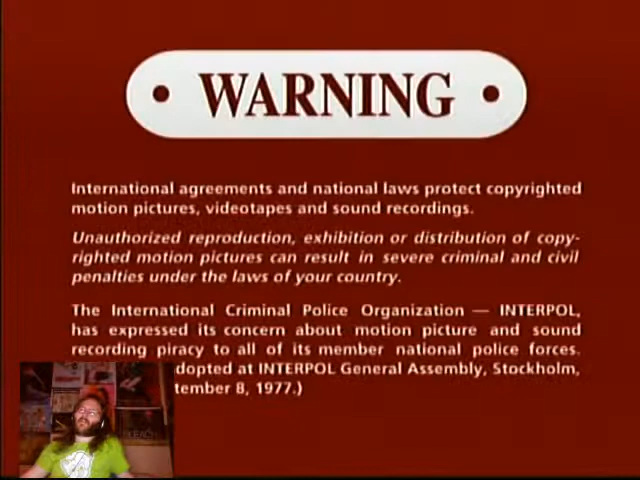 WARNING
International agreements and national laws protect copyrighted
motion pictures, videotapes and sound recordings.
Unauthorized reproduction, exhibition or distribution of copy-
righted motion pictures can result in severe criminal and civil
penalties under the laws of your country.
The International Criminal Police Organization — INTERPOL,
has expressed its concern about motion picture and sound
recording piracy to all of its member national police forces.
dopted at INTERPOL General Assembly, Stockholm,
tember 8, 1977.)